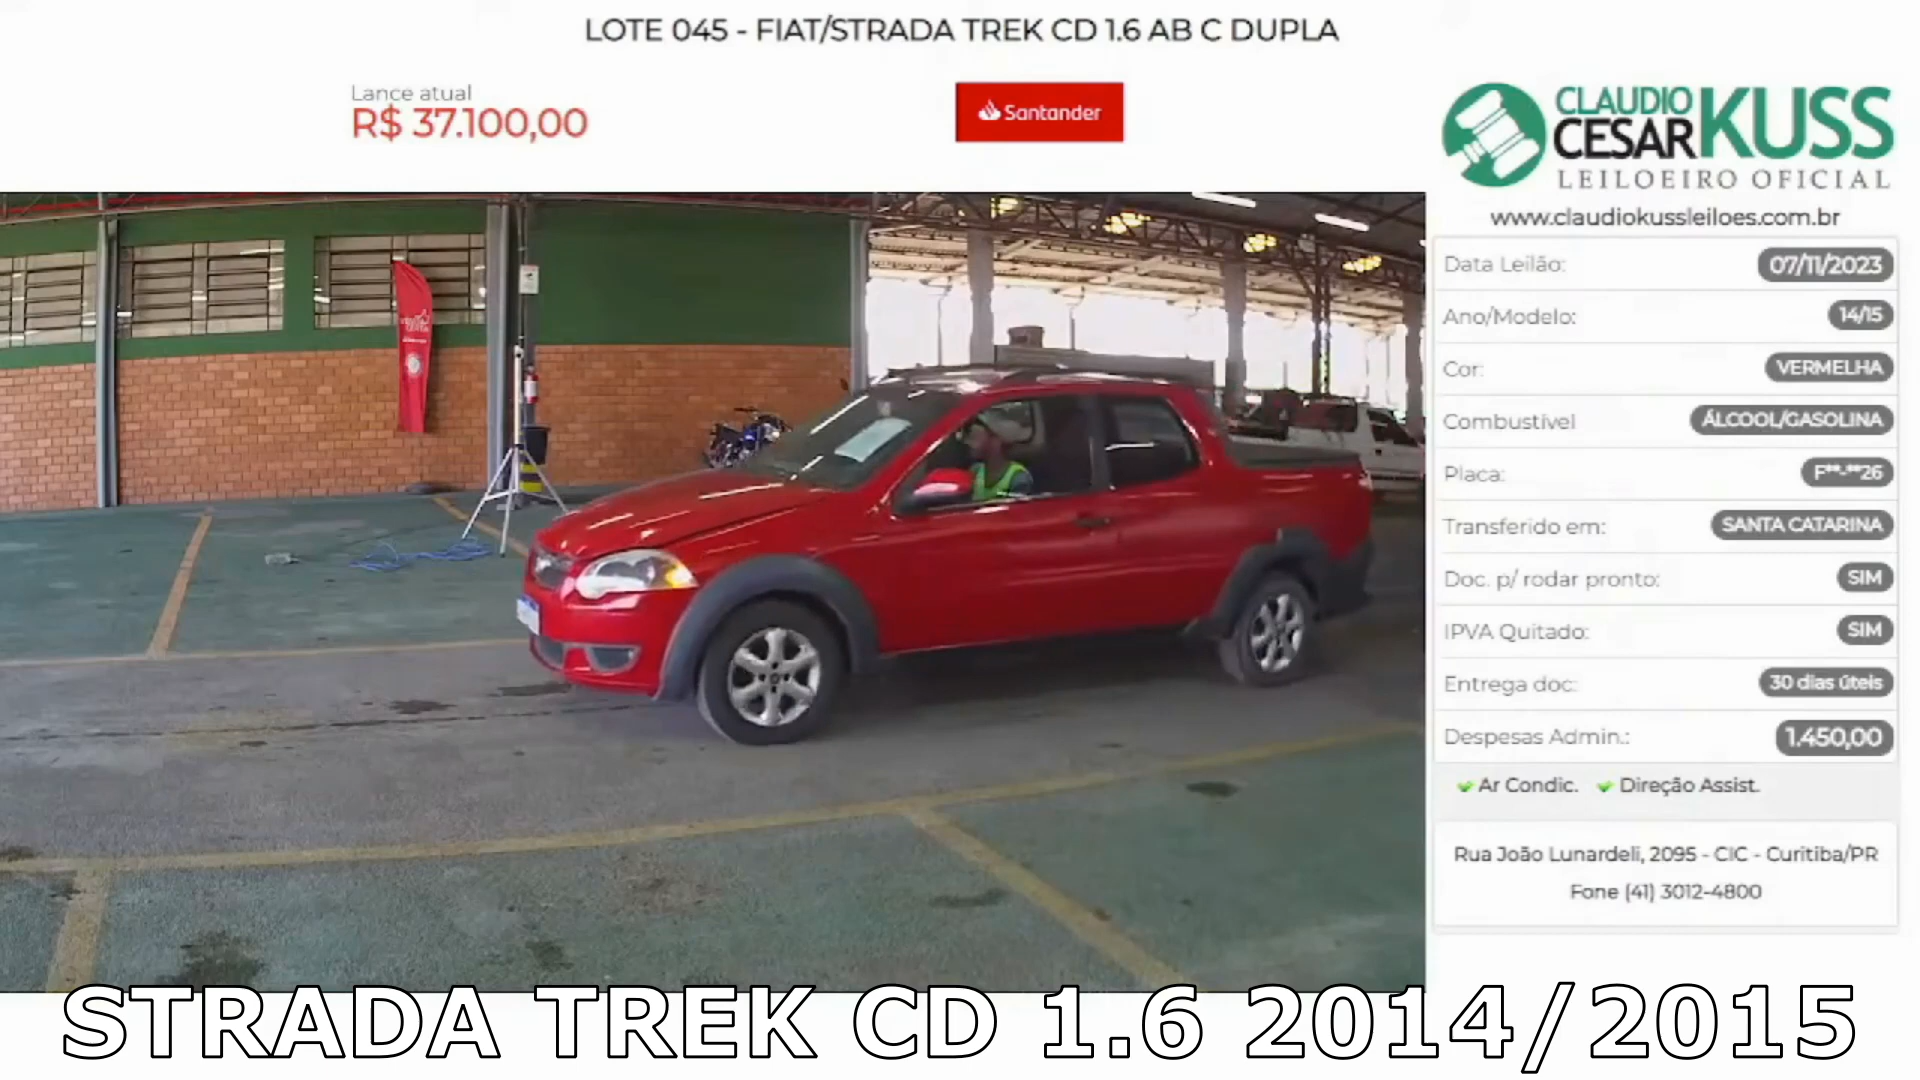 LOTE 045 - FIAT/STRADA TREK CD 1.6 AB C DUPLA
Lance atual
R$ 37.100,00
Santander
CLAUDIO
CESAR KUSS
LEILOEIRO OFICIAL
www.claudiokussleiloes.com.br
Data Leilão: 07/11/2023
Ano/Modelo: 14/15
Cor: VERMELHA
Combustível ÁLCOOL/GASOLINA
Placa: F**-**26
Transferido em: SANTA CATARINA
Doc. p/ rodar pronto: SIM
IPVA Quitado: SIM
Entrega doc: 30 dias úteis
Despesas Admin.: 1.450,00
Ar Condic. Direção Assist.
Rua João Lunardeli, 2095 - CIC - Curitiba/PR
Fone (41) 3012-4800
STRADA TREK CD 1.6 2014/2015